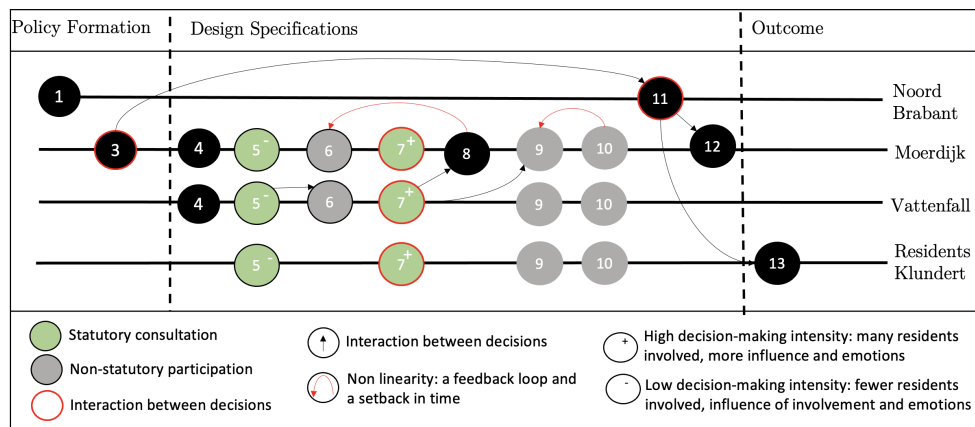 Policy Formation
Design Specifications
Outcome
1
11
Noord
Brabant
3
4
5-
6
7+
8
9
10
12
Moerdijk
4
5-
6
7+
9
10
Vattenfall
5-
7+
9
10
13
Residents
Klundert
Statutory consultation
Non-statutory participation
Interaction between decisions
Interaction between decisions
Non linearity: a feedback loop and
a setback in time
+
High decision-making intensity: many residents
involved, more influence and emotions
-
Low decision-making intensity: fewer residents
involved, influence of involvement and emotions